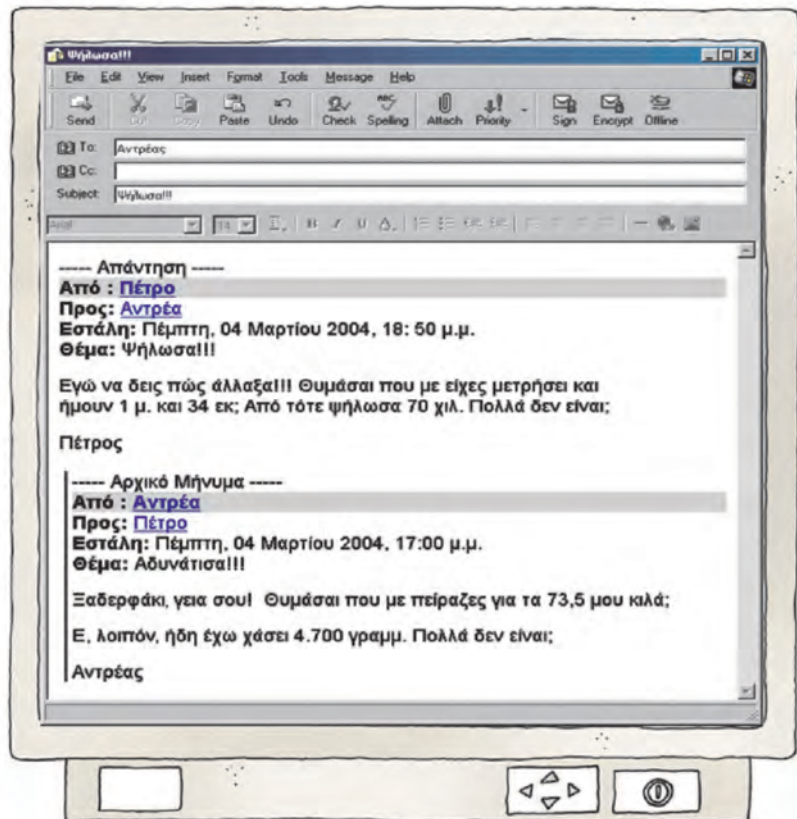 Ψήλωσα!!!
File Edit View Insert Format Tools Message Help
Send Cut Copy Paste Undo Check Spelling Attach Priority Sign Encrypt Offline
To: Αντρέας
Cc:
Subject: Ψήλωσα!!!
Arial 14 B I U A
----- Απάντηση -----
Από : Πέτρο
Προς: Αντρέα
Εστάλη: Πέμπτη, 04 Μαρτίου 2004, 18: 50 μ.μ.
Θέμα: Ψήλωσα!!!
Εγώ να δεις πώς άλλαξα!!! Θυμάσαι που με είχες μετρήσει και
ήμουν 1 μ. και 34 εκ; Από τότε ψήλωσα 70 χιλ. Πολλά δεν είναι;
Πέτρος
----- Αρχικό Μήνυμα -----
Από : Αντρέα
Προς: Πέτρο
Εστάλη: Πέμπτη, 04 Μαρτίου 2004, 17:00 μ.μ.
Θέμα: Αδυνάτισα!!!
Ξαδερφάκι, γεια σου! Θυμάσαι που με πείραζες για τα 73,5 μου κιλά;
Ε, λοιπόν, ήδη έχω χάσει 4.700 γραμμ. Πολλά δεν είναι;
Αντρέας